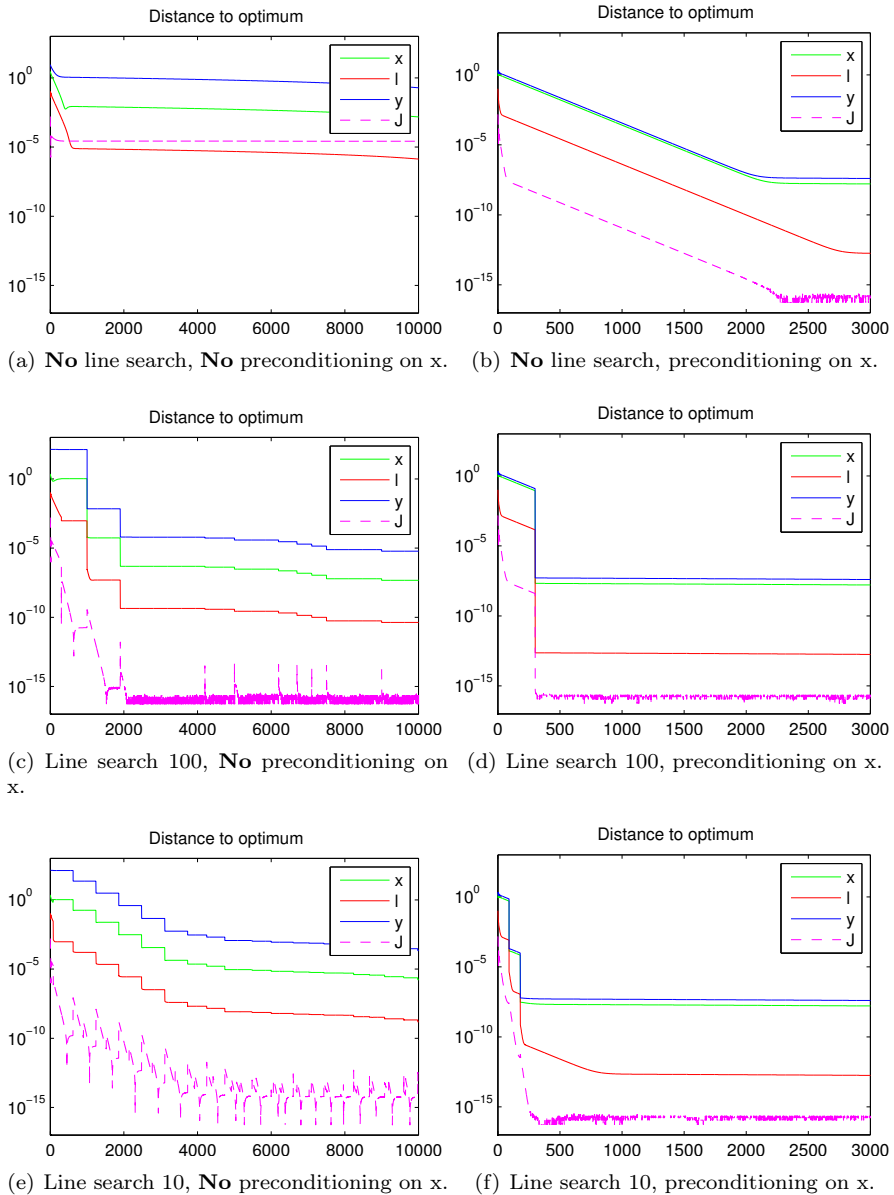 Distance to optimum
x
l
y
J
10^0
10^-5
10^-10
10^-15
0 2000 4000 6000 8000 10000
(a) No line search, No preconditioning on x.
Distance to optimum
x
l
y
J
10^0
10^-5
10^-10
10^-15
0 500 1000 1500 2000 2500 3000
(b) No line search, preconditioning on x.
Distance to optimum
x
l
y
J
10^0
10^-5
10^-10
10^-15
0 2000 4000 6000 8000 10000
(c) Line search 100, No preconditioning on
x.
Distance to optimum
x
l
y
J
10^0
10^-5
10^-10
10^-15
0 500 1000 1500 2000 2500 3000
(d) Line search 100, preconditioning on x.
Distance to optimum
x
l
y
J
10^0
10^-5
10^-10
10^-15
0 2000 4000 6000 8000 10000
(e) Line search 10, No preconditioning on x.
Distance to optimum
x
l
y
J
10^0
10^-5
10^-10
10^-15
0 500 1000 1500 2000 2500 3000
(f) Line search 10, preconditioning on x.